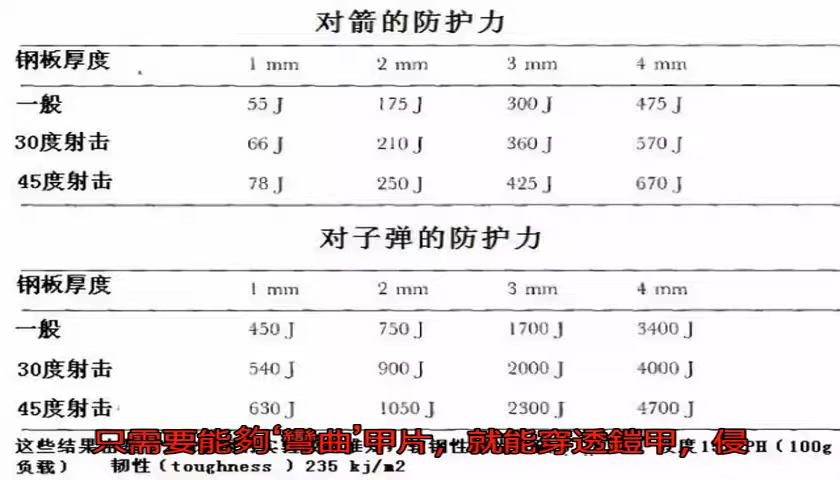 对箭的防护力
钢板厚度 1 mm 2 mm 3 mm 4 mm
一般 55 J 175 J 300 J 475 J
30度射击 66 J 210 J 360 J 570 J
45度射击 78 J 250 J 425 J 670 J
对子弹的防护力
钢板厚度 1 mm 2 mm 3 mm 4 mm
一般 450 J 750 J 1700 J 3400 J
30度射击 540 J 900 J 2000 J 4000 J
45度射击 630 J 1050 J 2300 J 4700 J
只需要能夠‘彎曲’甲片，就能穿透鎧甲，侵
这些结果 PH（100g
负载） 韧性（toughness ）235 kj/m2